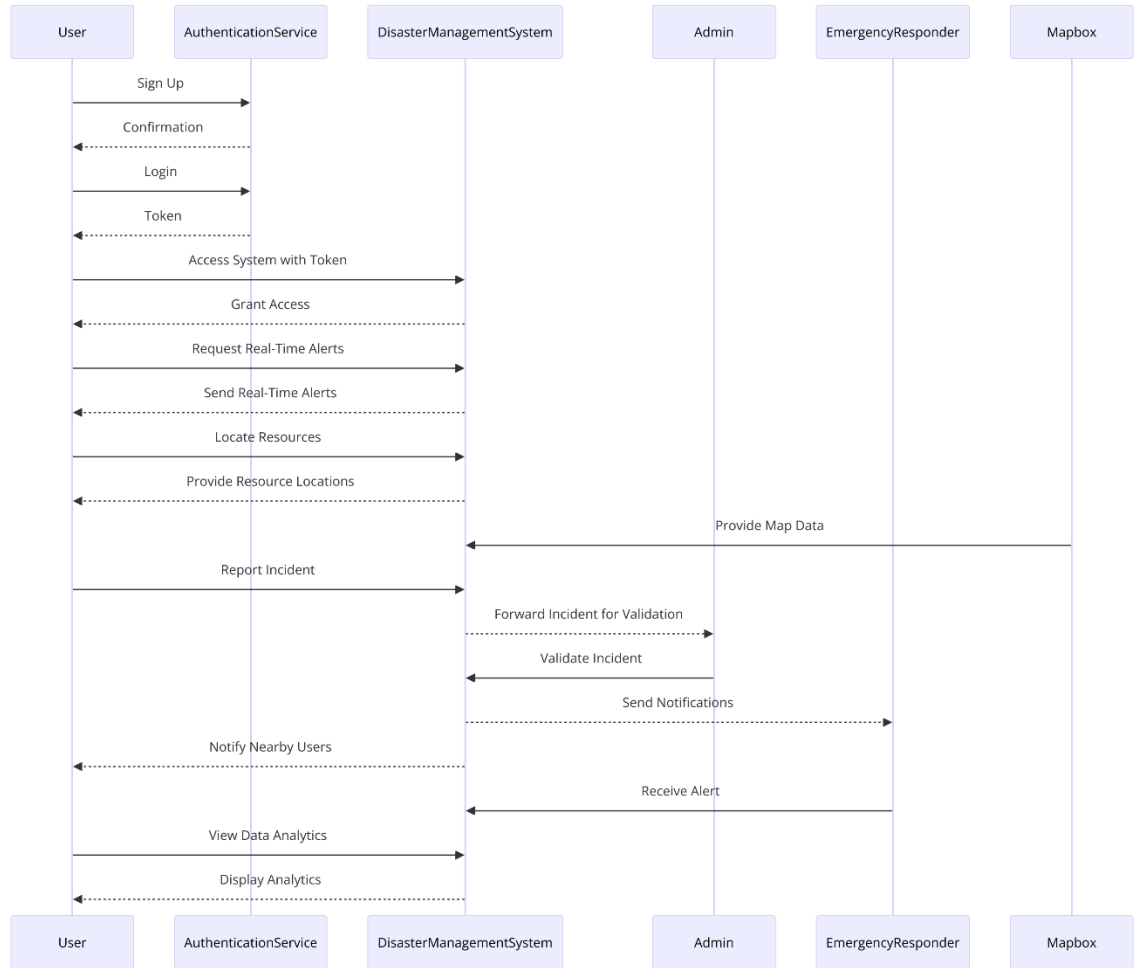 User AuthenticationService DisasterManagementSystem Admin EmergencyResponder Mapbox
Sign Up
Confirmation
Login
Token
Access System with Token
Grant Access
Request Real-Time Alerts
Send Real-Time Alerts
Locate Resources
Provide Resource Locations
Provide Map Data
Report Incident
Forward Incident for Validation
Validate Incident
Send Notifications
Notify Nearby Users
Receive Alert
View Data Analytics
Display Analytics
User AuthenticationService DisasterManagementSystem Admin EmergencyResponder Mapbox